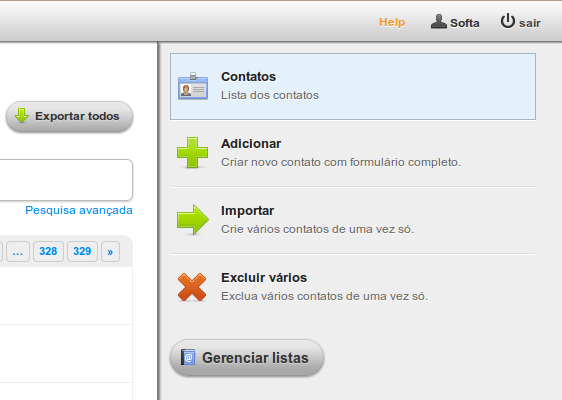 Help
Softa
sair
Exportar todos
Pesquisa avançada
...
328
329
»
Contatos
Lista dos contatos
Adicionar
Criar novo contato com formulário completo.
Importar
Crie vários contatos de uma vez só.
Excluir vários
Exclua vários contatos de uma vez só.
Gerenciar listas